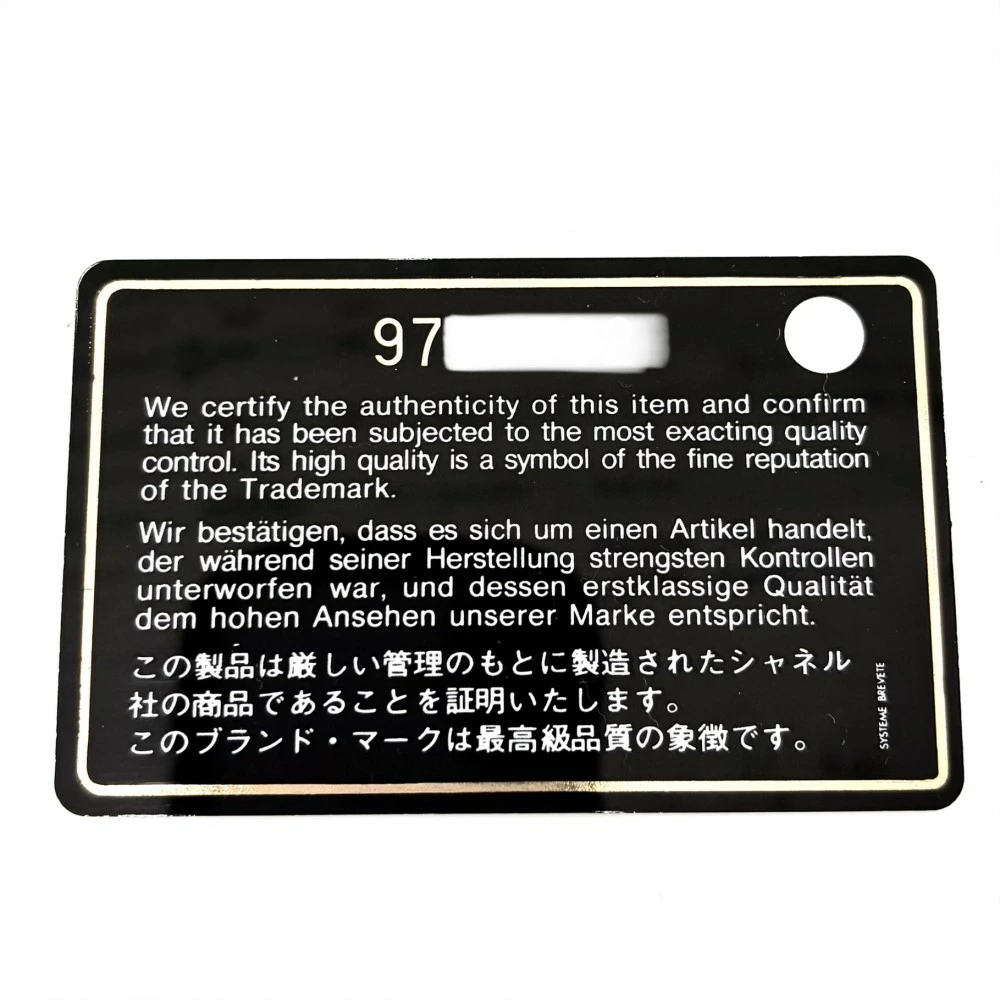 97
We certify the authenticity of this item and confirm
that it has been subjected to the most exacting quality
control. Its high quality is a symbol of the fine reputation
of the Trademark.
Wir bestätigen, dass es sich um einen Artikel handelt,
der während seiner Herstellung strengsten Kontrollen
unterworfen war, und dessen erstklassige Qualität
dem hohen Ansehen unserer Marke entspricht.
この製品は厳しい管理のもとに製造されたシャネル
社の商品であることを証明いたします。
このブランド・マークは最高級品質の象徴です。
SYSTEME BREVETE